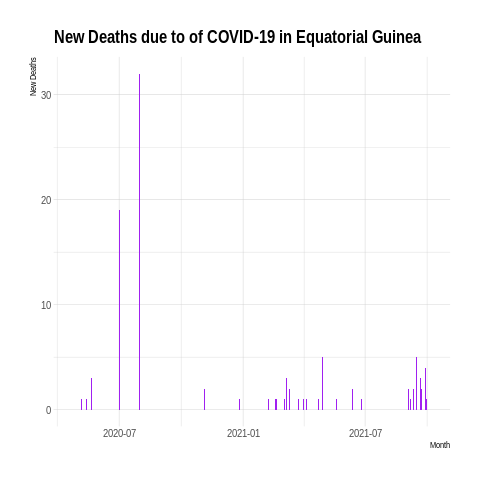 New Deaths due to of COVID-19 in Equatorial Guinea
New Deaths
30
20
10
0
2020-07 2021-01 2021-07
Month